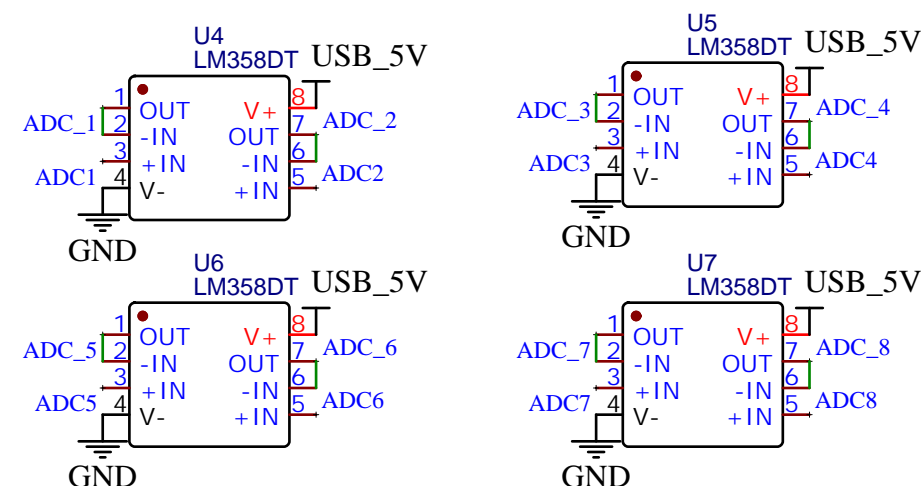 U4
LM358DT USB_5V
1 OUT V+ 8
ADC_1 2 -IN OUT 7 ADC_2
3 +IN -IN 6
ADC1 4 V- +IN 5 ADC2
GND
U5
LM358DT USB_5V
1 OUT V+ 8
ADC_3 2 -IN OUT 7 ADC_4
3 +IN -IN 6
ADC3 4 V- +IN 5 ADC4
GND
U6
LM358DT USB_5V
1 OUT V+ 8
ADC_5 2 -IN OUT 7 ADC_6
3 +IN -IN 6
ADC5 4 V- +IN 5 ADC6
GND
U7
LM358DT USB_5V
1 OUT V+ 8
ADC_7 2 -IN OUT 7 ADC_8
3 +IN -IN 6
ADC7 4 V- +IN 5 ADC8
GND